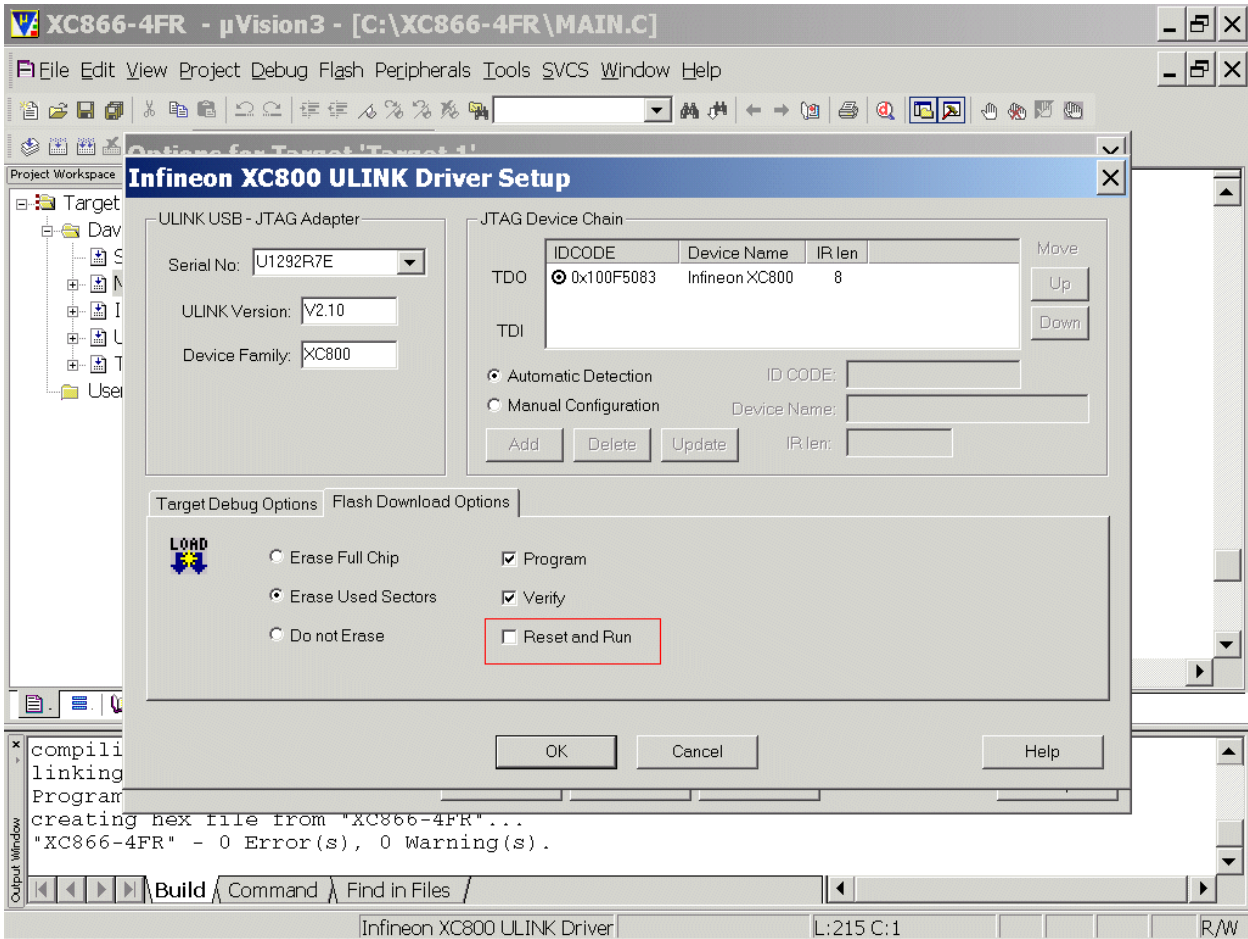 XC866-4FR - µVision3 - [C:\XC866-4FR\MAIN.C]
File Edit View Project Debug Flash Peripherals Tools SVCS Window Help
Options for Target 'Target 1'
Project Workspace
Infineon XC800 ULINK Driver Setup
Target
Dav
User
ULINK USB - JTAG Adapter
Serial No: U1292R7E
ULINK Version: V2.10
Device Family: XC800
JTAG Device Chain
IDCODE Device Name IR len
TDO 0x100F5083 Infineon XC800 8
TDI
Move
Up
Down
Automatic Detection ID CODE:
Manual Configuration Device Name:
Add Delete Update IR len:
Target Debug Options Flash Download Options
LOAD
Erase Full Chip Program
Erase Used Sectors Verify
Do not Erase Reset and Run
OK Cancel Help
compili
linking
Program
creating hex file from "XC866-4FR"...
"XC866-4FR" - 0 Error(s), 0 Warning(s).
Output Window
Build Command Find in Files
Infineon XC800 ULINK Driver L:215 C:1 R/W